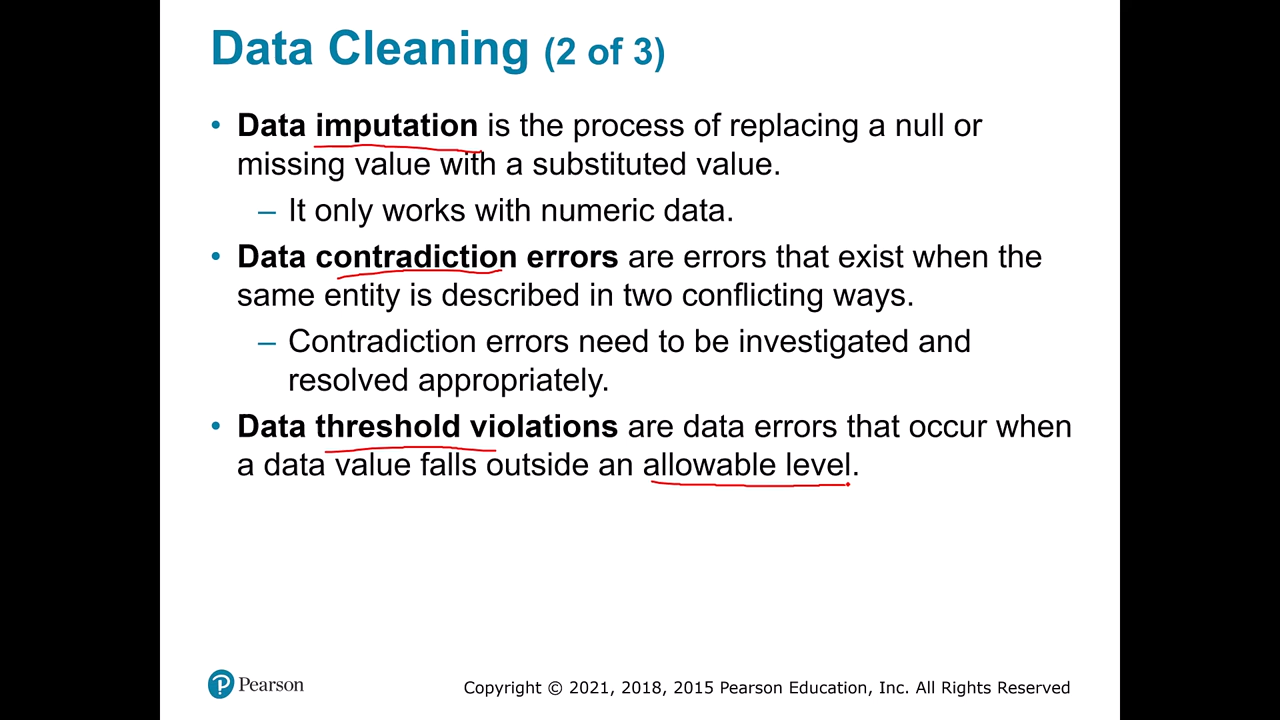 Data Cleaning (2 of 3)
• Data imputation is the process of replacing a null or
missing value with a substituted value.
– It only works with numeric data.
• Data contradiction errors are errors that exist when the
same entity is described in two conflicting ways.
– Contradiction errors need to be investigated and
resolved appropriately.
• Data threshold violations are data errors that occur when
a data value falls outside an allowable level.
P Pearson
Copyright © 2021, 2018, 2015 Pearson Education, Inc. All Rights Reserved